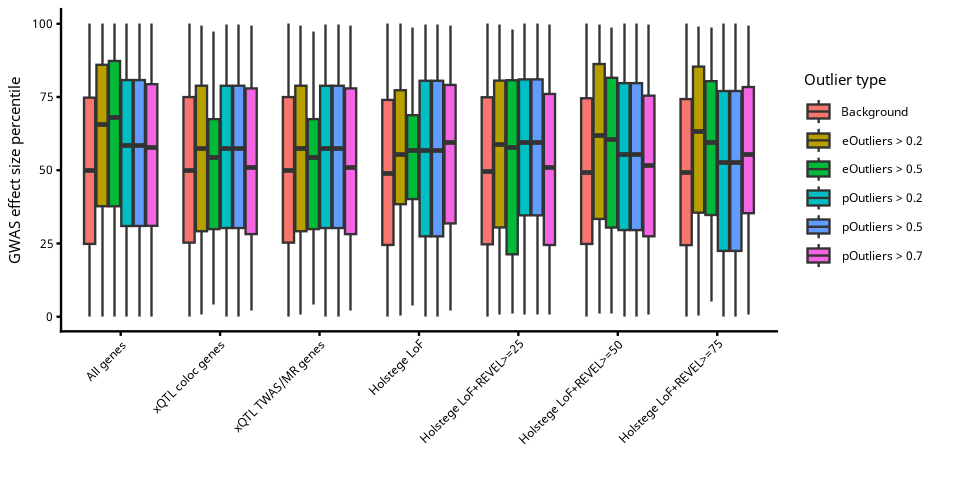 GWAS effect size percentile
100
75
50
25
0
All genes
xQTL coloc genes
xQTL TWAS/MR genes
Holstege LoF
Holstege LoF+REVEL>=25
Holstege LoF+REVEL>=50
Holstege LoF+REVEL>=75
Outlier type
Background
eOutliers > 0.2
eOutliers > 0.5
pOutliers > 0.2
pOutliers > 0.5
pOutliers > 0.7